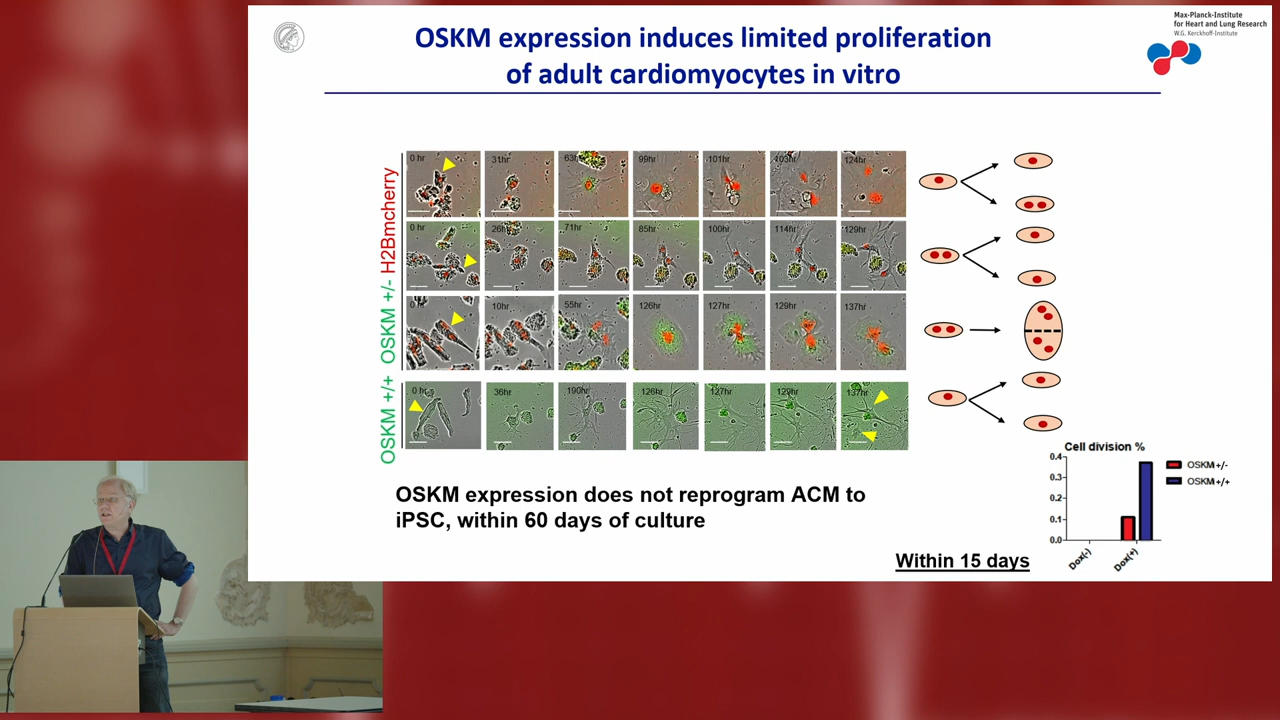 Max-Planck-Institute
for Heart and Lung Research
W.G. Kerckhoff-Institute
OSKM expression induces limited proliferation
of adult cardiomyocytes in vitro
OSKM +/- H2Bmcherry
0 hr 31hr 63hr 99hr 101hr 103hr 124hr
0 hr 26hr 71hr 85hr 100hr 114hr 129hr
0 10hr 55hr 126hr 127hr 129hr 137hr
OSKM +/+
0 hr 36hr 190hr 126hr 127hr 129hr 137hr
Cell division %
0.4
0.3
0.2
0.1
0.0
Dox(-)
Dox(+)
OSKM+/-
OSKM+/+
OSKM expression does not reprogram ACM to
iPSC, within 60 days of culture
Within 15 days